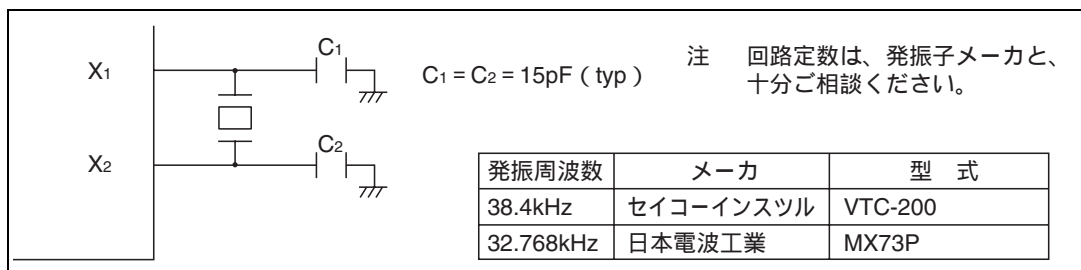 X1
C1
X2
C2
C1 = C2 = 15pF（typ）
注 回路定数は、発振子メーカと、
十分ご相談ください。
発振周波数 メーカ 型 式
38.4kHz セイコーインスツル VTC-200
32.768kHz 日本電波工業 MX73P